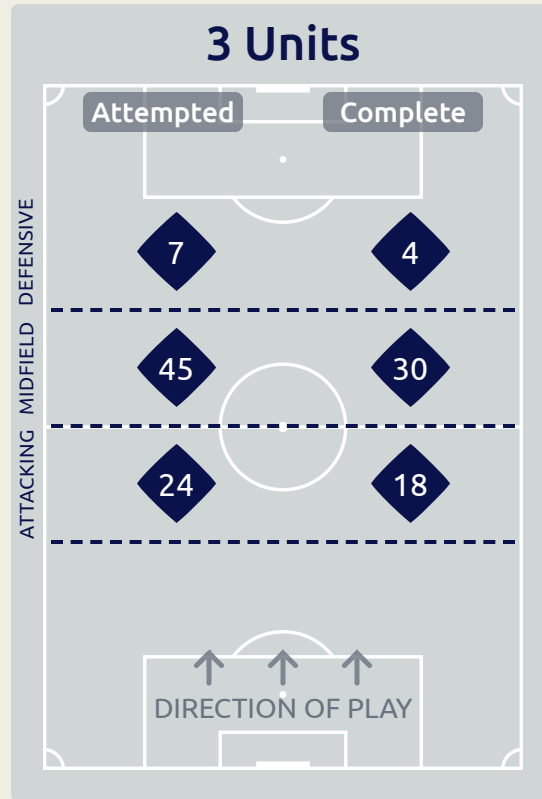 3 Units
Attempted Complete
DEFENSIVE
7 4
MIDFIELD
45 30
ATTACKING
24 18
DIRECTION OF PLAY